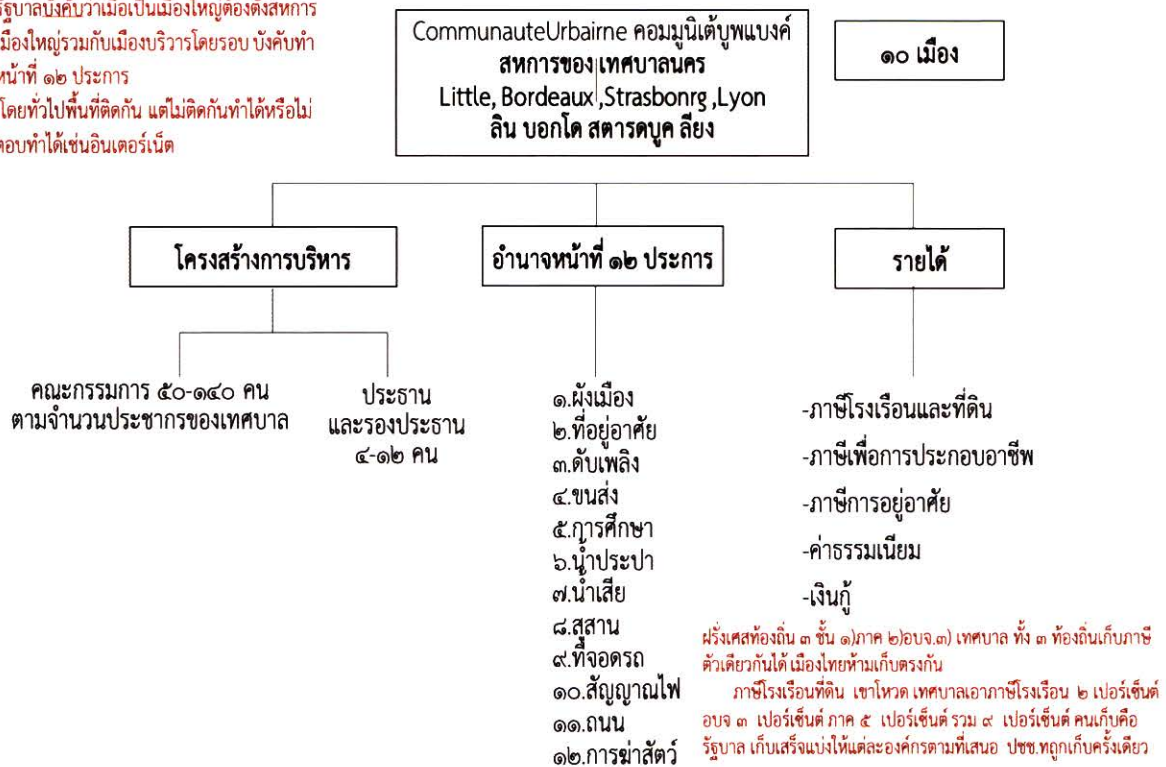 รัฐบาลบังคับว่าเมื่อเป็นเมืองใหญ่ต้องตั้งสหการ
เมืองใหญ่รวมกับเมืองบริวารโดยรอบ บังคับทำ
หน้าที่ ๑๒ ประการ
โดยทั่วไปพื้นที่ติดกัน แต่ไม่ติดกันทำได้หรือไม่
ตอบทำได้เช่นอินเตอร์เน็ต
CommunauteUrbairne คอมมูนิเต้บูพแบงค์
สหการของเทศบาลนคร
Little, Bordeaux ,Strasbonrg ,Lyon
ลิน บอกโด สตารดบูค ลียง
๑๐ เมือง
โครงสร้างการบริหาร
คณะกรรมการ ๕๐-๑๔๐ คน
ตามจำนวนประชากรของเทศบาล
ประธาน
และรองประธาน
๔-๑๒ คน
อำนาจหน้าที่ ๑๒ ประการ
๑.ผังเมือง
๒.ที่อยู่อาศัย
๓.ดับเพลิง
๔.ขนส่ง
๕.การศึกษา
๖.น้ำประปา
๗.น้ำเสีย
๘.สุสาน
๙.ที่จอดรถ
๑๐.สัญญาณไฟ
๑๑.ถนน
๑๒.การฆ่าสัตว์
รายได้
-ภาษีโรงเรือนและที่ดิน
-ภาษีเพื่อการประกอบอาชีพ
-ภาษีการอยู่อาศัย
-ค่าธรรมเนียม
-เงินกู้
ฝรั่งเศสท้องถิ่น ๓ ชั้น ๑)ภาค ๒)อบจ.๓) เทศบาล ทั้ง ๓ ท้องถิ่นเก็บภาษี
ตัวเดียวกันได้ เมืองไทยห้ามเก็บตรงกัน
ภาษีโรงเรือนที่ดิน เขาโหวด เทศบาลเอาภาษีโรงเรือน ๒ เปอร์เซ็นต์
อบจ ๓ เปอร์เซ็นต์ ภาค ๕ เปอร์เซ็นต์ รวม ๙ เปอร์เซ็นต์ คนเก็บคือ
รัฐบาล เก็บเสร็จแบ่งให้แต่ละองค์กรตามที่เสนอ ปชช.ทถูกเก็บครั้งเดียว